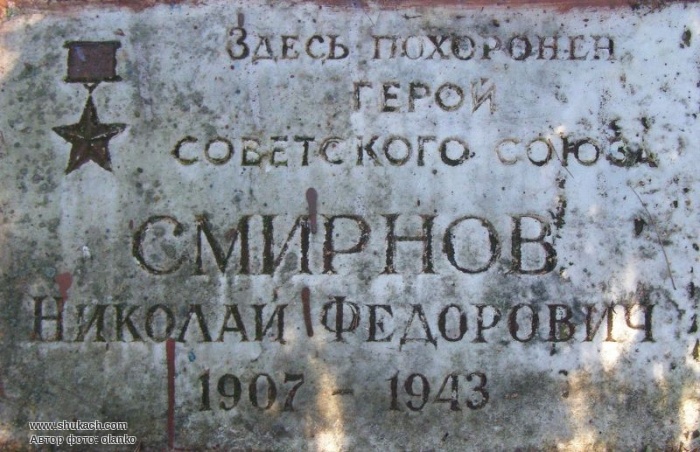 Здесь похоронен
Герой
Советского Союза
СМИРНОВ
Николай Федорович
1907 - 1943
www.shukach.com
Автор фото: olanko